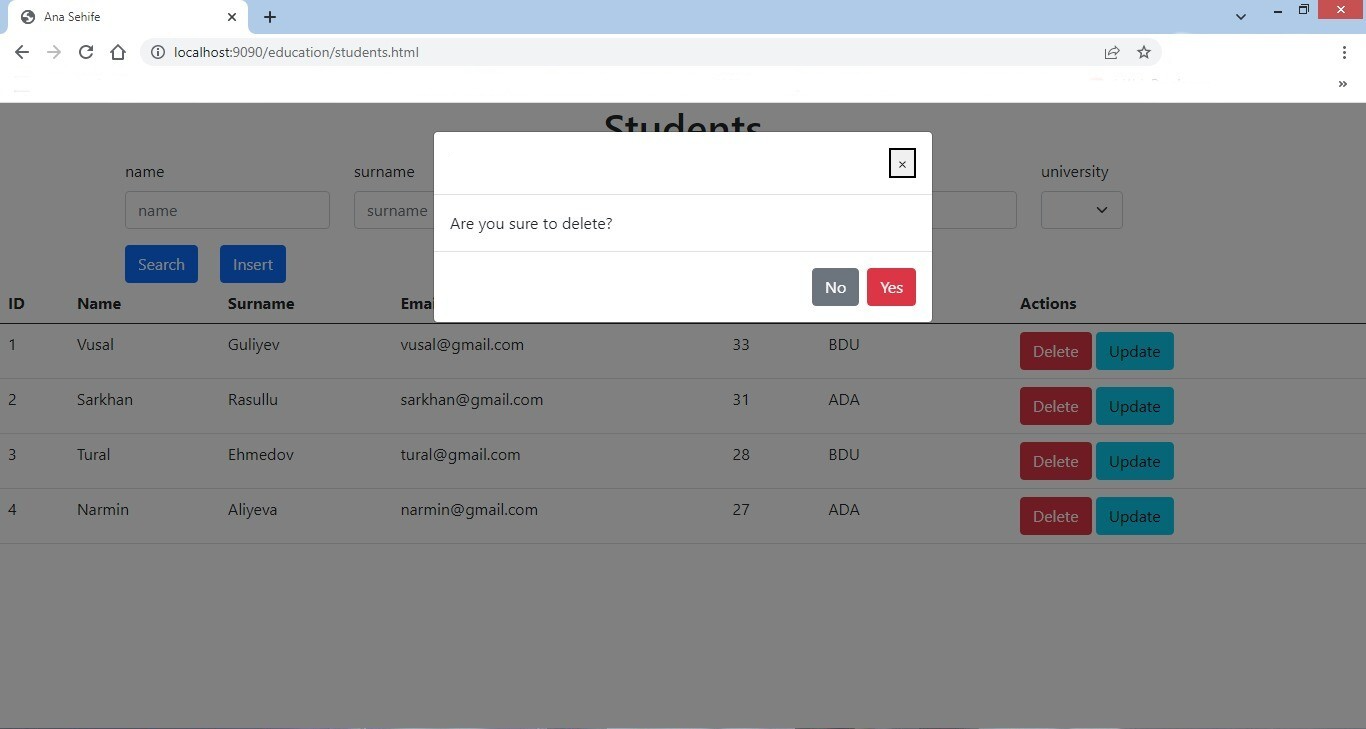 Ana Sehife
localhost:9090/education/students.html
»
Students
×
name surname university
name surname
Are you sure to delete?
Search Insert No Yes
ID Name Surname Actions
1 Vusal Guliyev vusal@gmail.com 33 BDU Delete Update
2 Sarkhan Rasullu sarkhan@gmail.com 31 ADA Delete Update
3 Tural Ehmedov tural@gmail.com 28 BDU Delete Update
4 Narmin Aliyeva narmin@gmail.com 27 ADA Delete Update